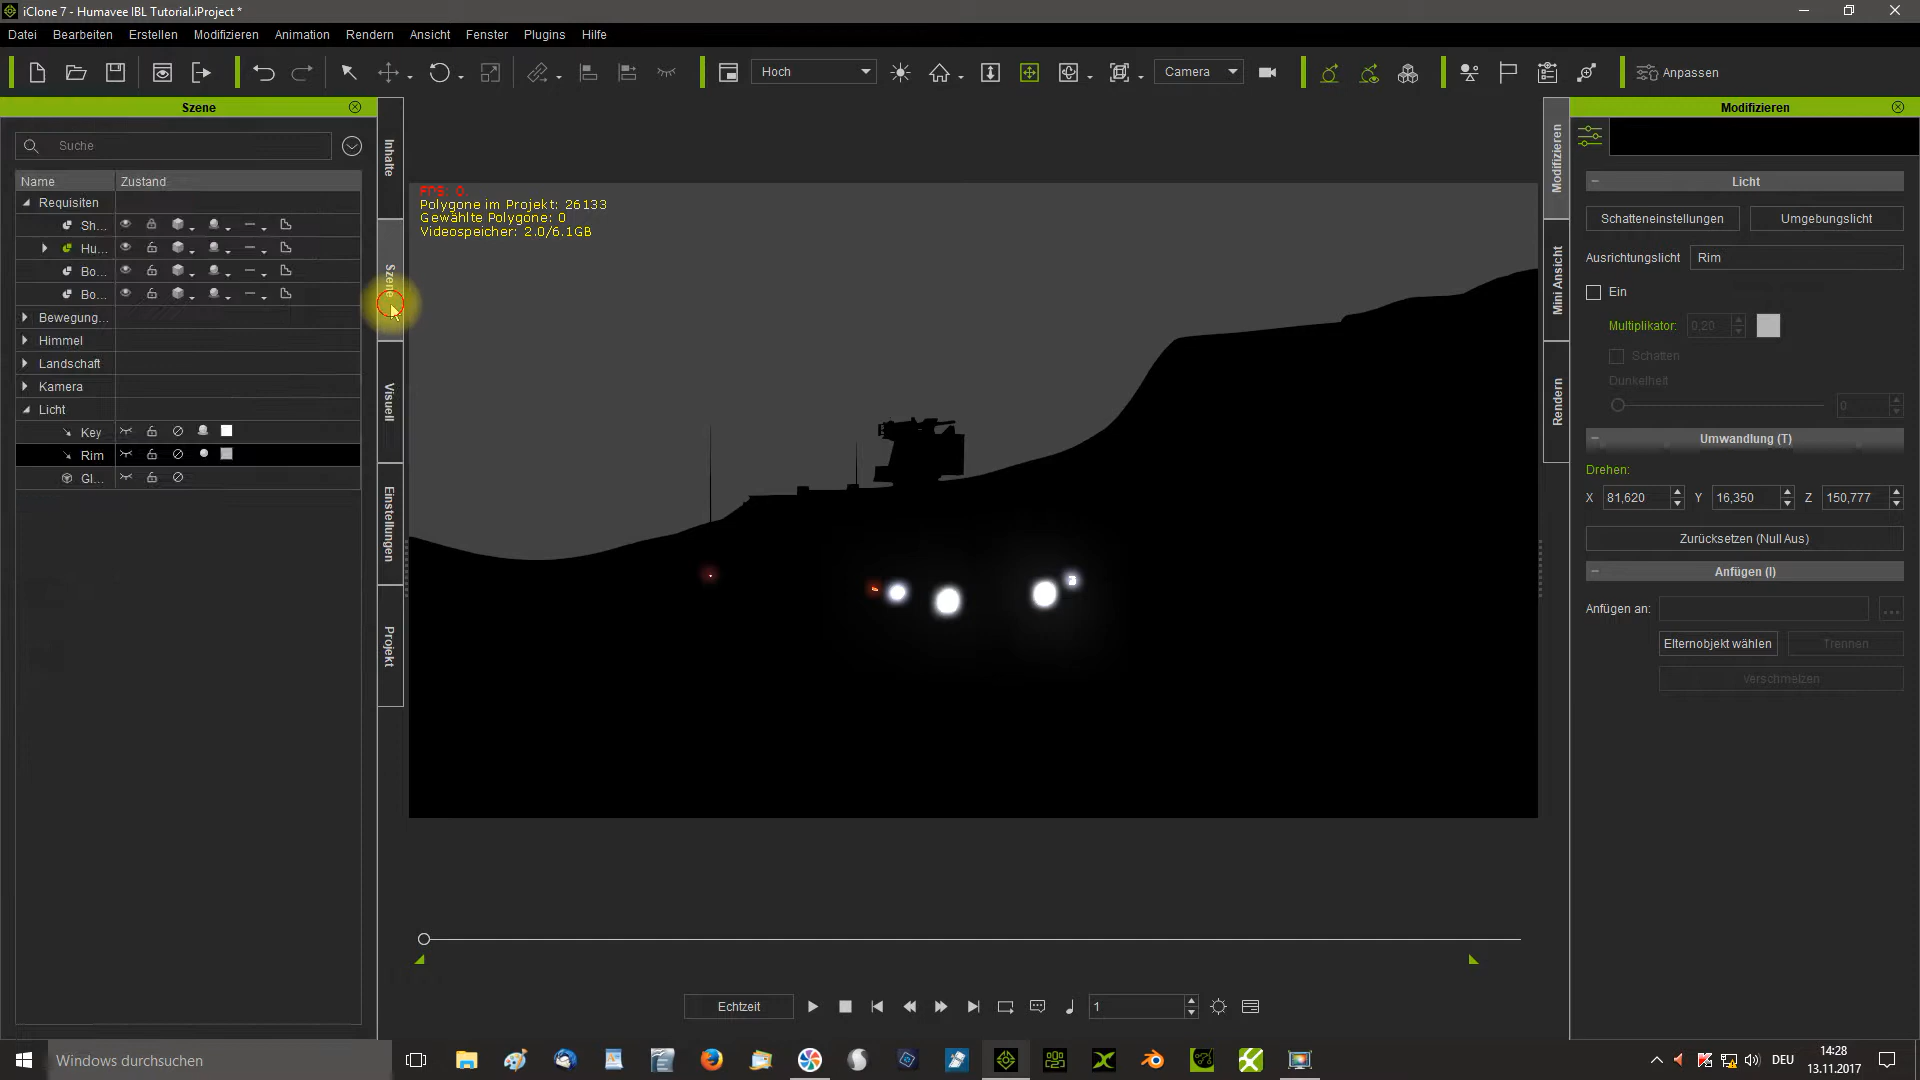 iClone 7 - Humavee IBL Tutorial.iProject *
Datei Bearbeiten Erstellen Modifizieren Animation Rendern Ansicht Fenster Plugins Hilfe
Hoch Camera Anpassen
Szene
Suche
Name Zustand
Requisiten
Sh...
Hu...
Bo...
Bo...
Bewegung...
Himmel
Landschaft
Kamera
Licht
Key
Rim
Gl...
Inhalte
Szene
Visuell
Einstellungen
Projekt
FPS: 0.
Polygone im Projekt: 26133
Gewählte Polygone: 0
Videospeicher: 2.0/6.1GB
Echtzeit 1
Modifizieren
Mini Ansicht
Rendern
Modifizieren
Licht
Schatteneinstellungen Umgebungslicht
Ausrichtungslicht Rim
Ein
Multiplikator: 0,20
Schatten
Dunkelheit
0
Umwandlung (T)
Drehen:
X 81,620 Y 16,350 Z 150,777
Zurücksetzen (Null Aus)
Anfügen (I)
Anfügen an: ...
Elternobjekt wählen Trennen
Verschmelzen
Windows durchsuchen
DEU 14:28
13.11.2017